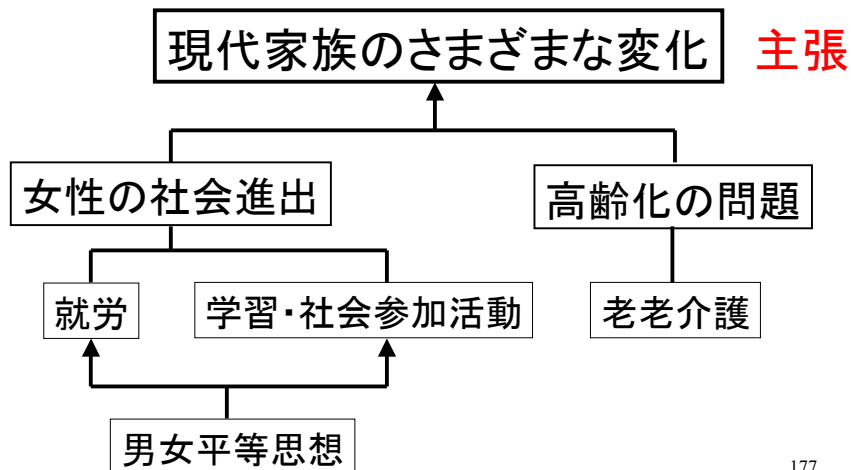 現代家族のさまざまな変化 主張
女性の社会進出 高齢化の問題
就労 学習・社会参加活動 老老介護
男女平等思想
177